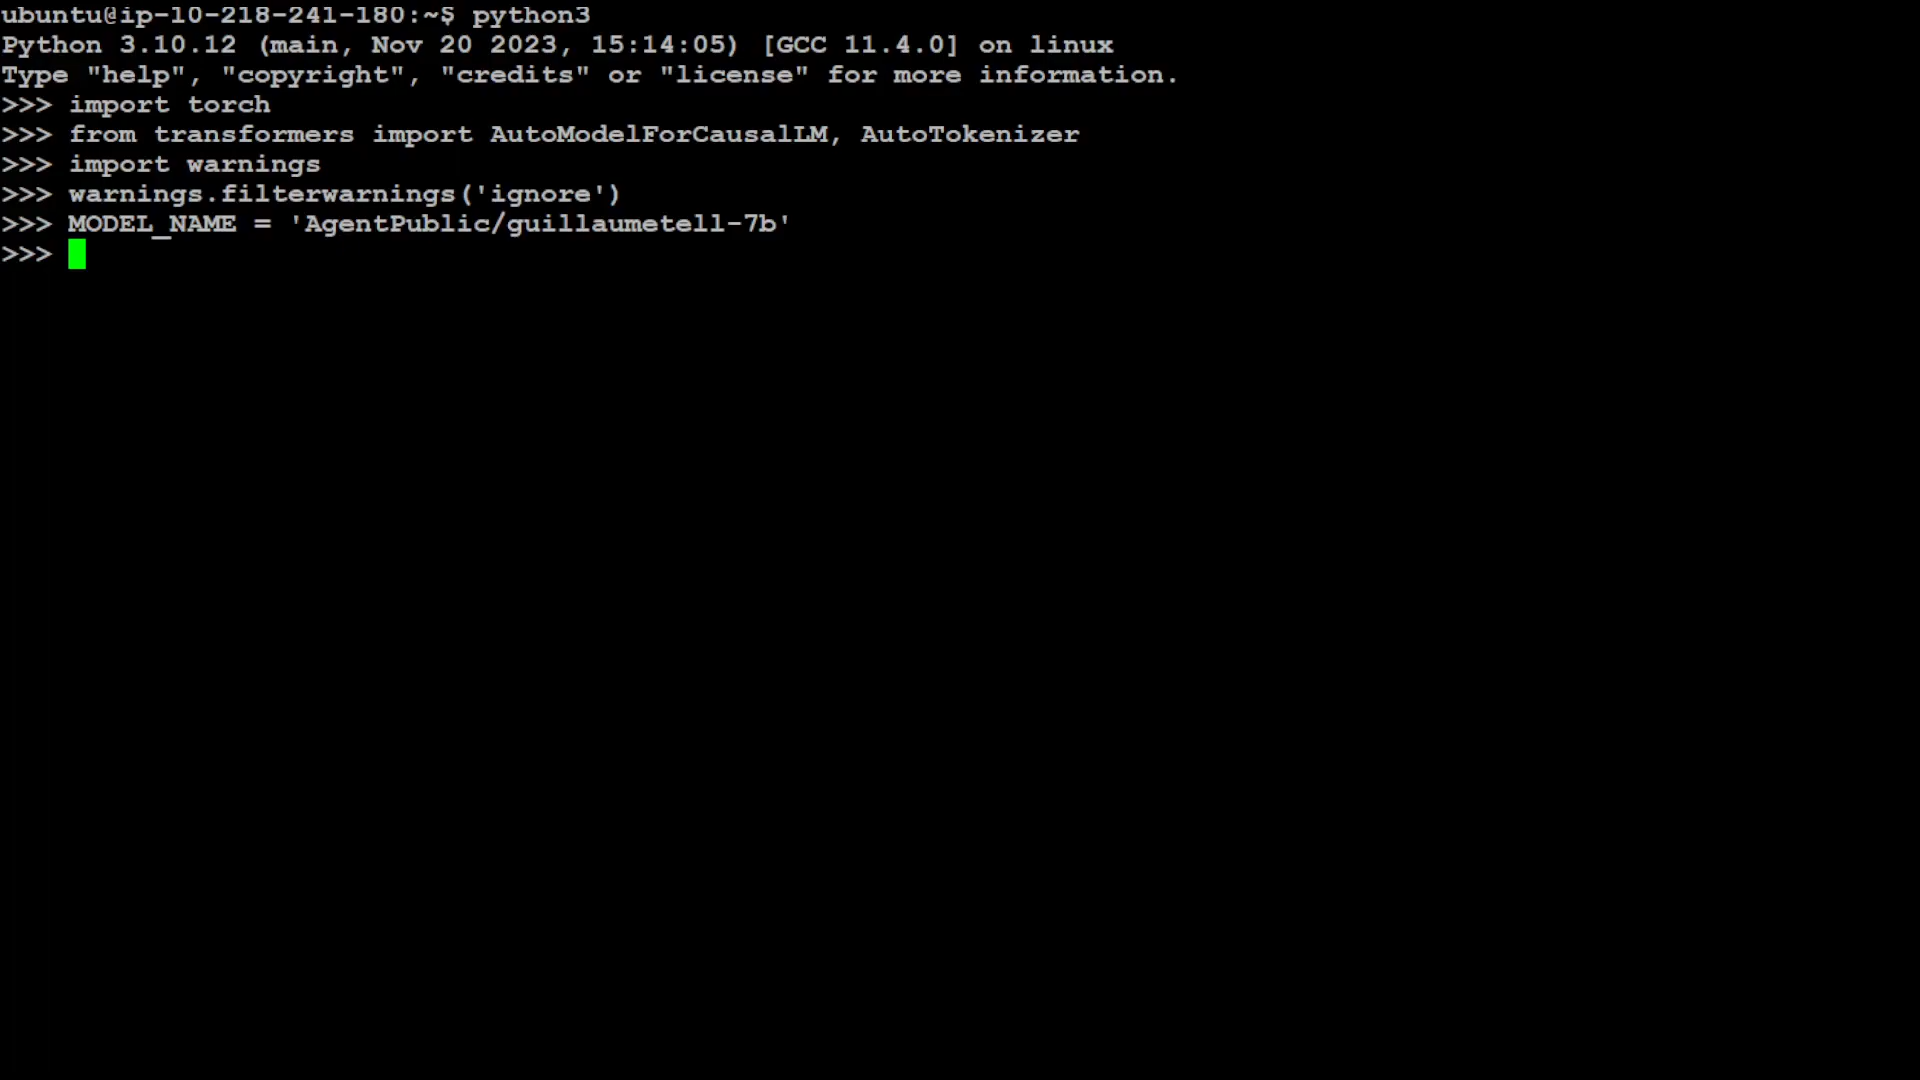 ubuntu@ip-10-218-241-180:~$ python3
Python 3.10.12 (main, Nov 20 2023, 15:14:05) [GCC 11.4.0] on linux
Type "help", "copyright", "credits" or "license" for more information.
>>> import torch
>>> from transformers import AutoModelForCausalLM, AutoTokenizer
>>> import warnings
>>> warnings.filterwarnings('ignore')
>>> MODEL_NAME = 'AgentPublic/guillaumetell-7b'
>>>